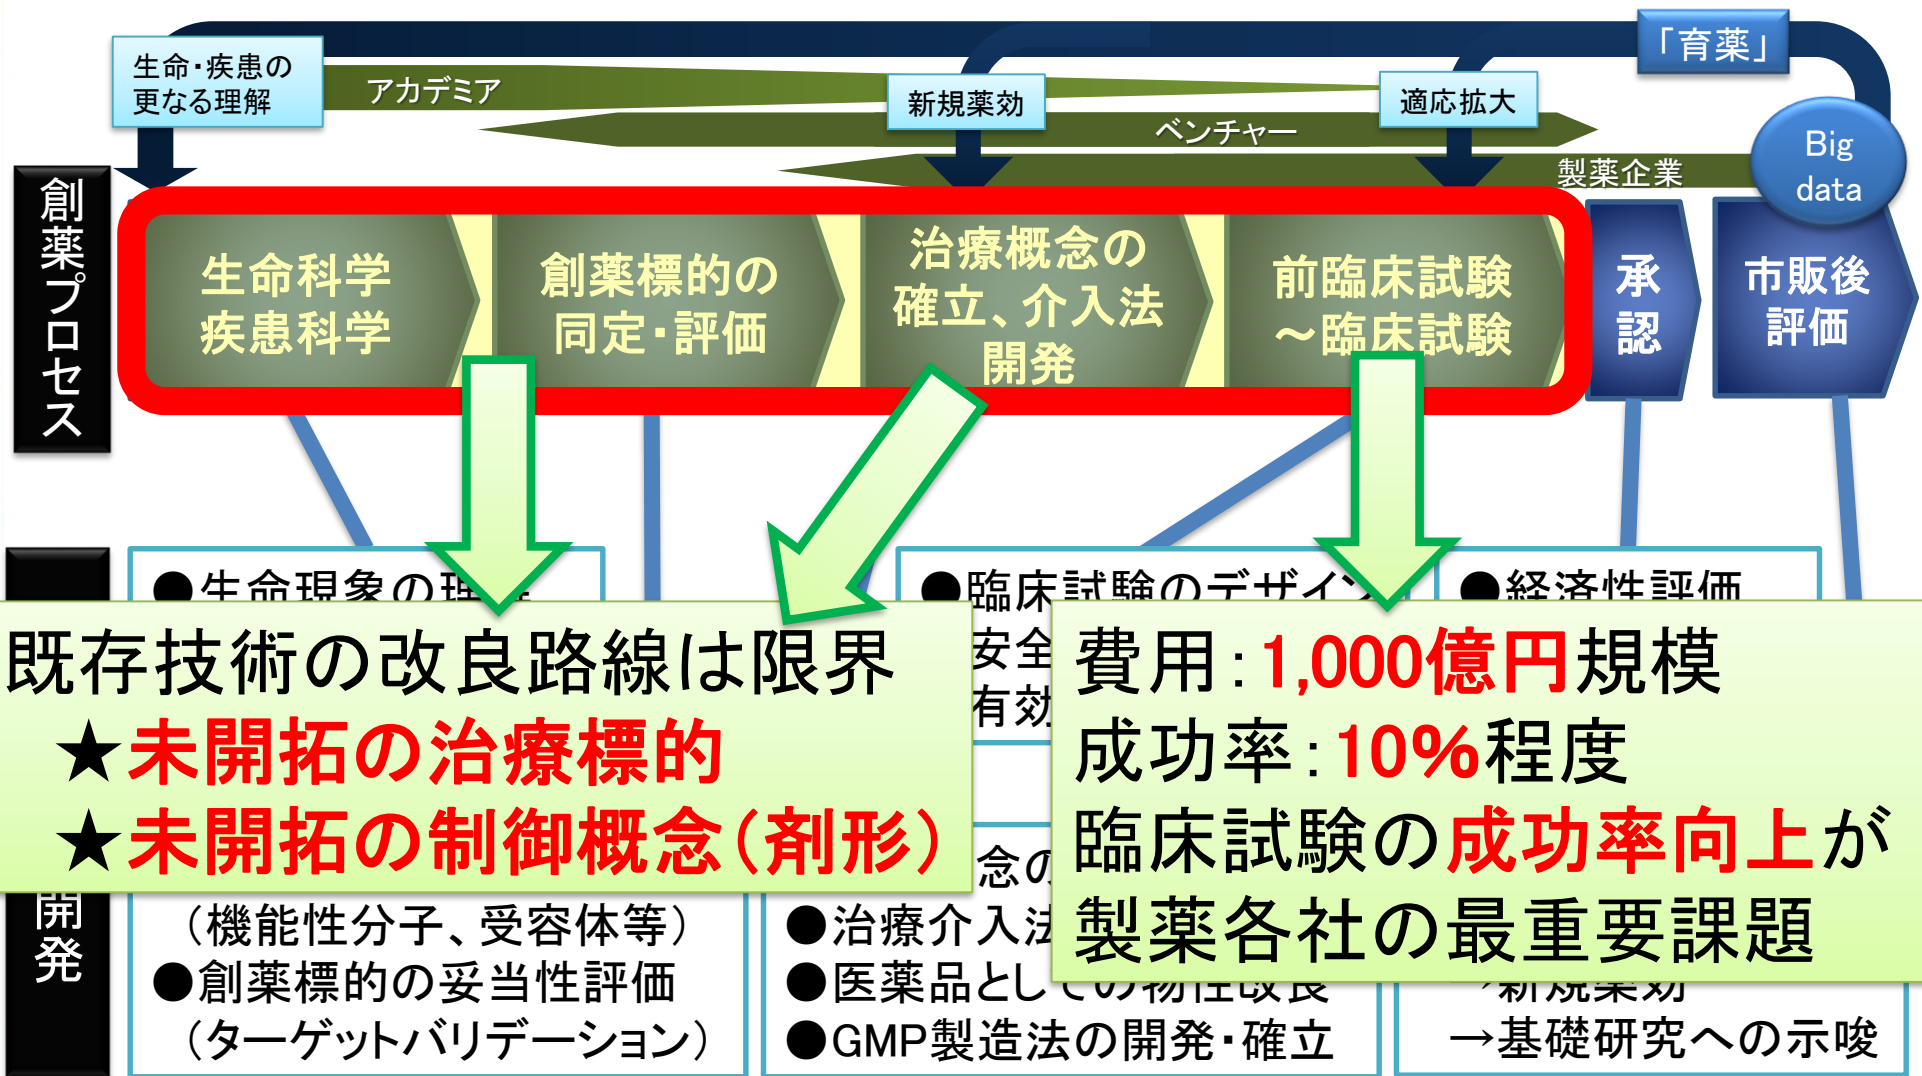 「育薬」
生命・疾患の
更なる理解
アカデミア
新規薬効
適応拡大
ベンチャー
製薬企業
Big
data
創薬プロセス
生命科学
疾患科学
創薬標的の
同定・評価
治療概念の
確立、介入法
開発
前臨床試験
～臨床試験
承認
市販後
評価
●生命現象の理
●臨床試験のデザイン
安全
有効
●経済性評価
既存技術の改良路線は限界
★未開拓の治療標的
★未開拓の制御概念（剤形）
費用：1,000億円規模
成功率：10％程度
臨床試験の成功率向上が
製薬各社の最重要課題
開発
（機能性分子、受容体等）
●創薬標的の妥当性評価
（ターゲットバリデーション）
念の
●治療介入法
●医薬品としての物性改良
●GMP製造法の開発・確立
→新規薬効
→基礎研究への示唆